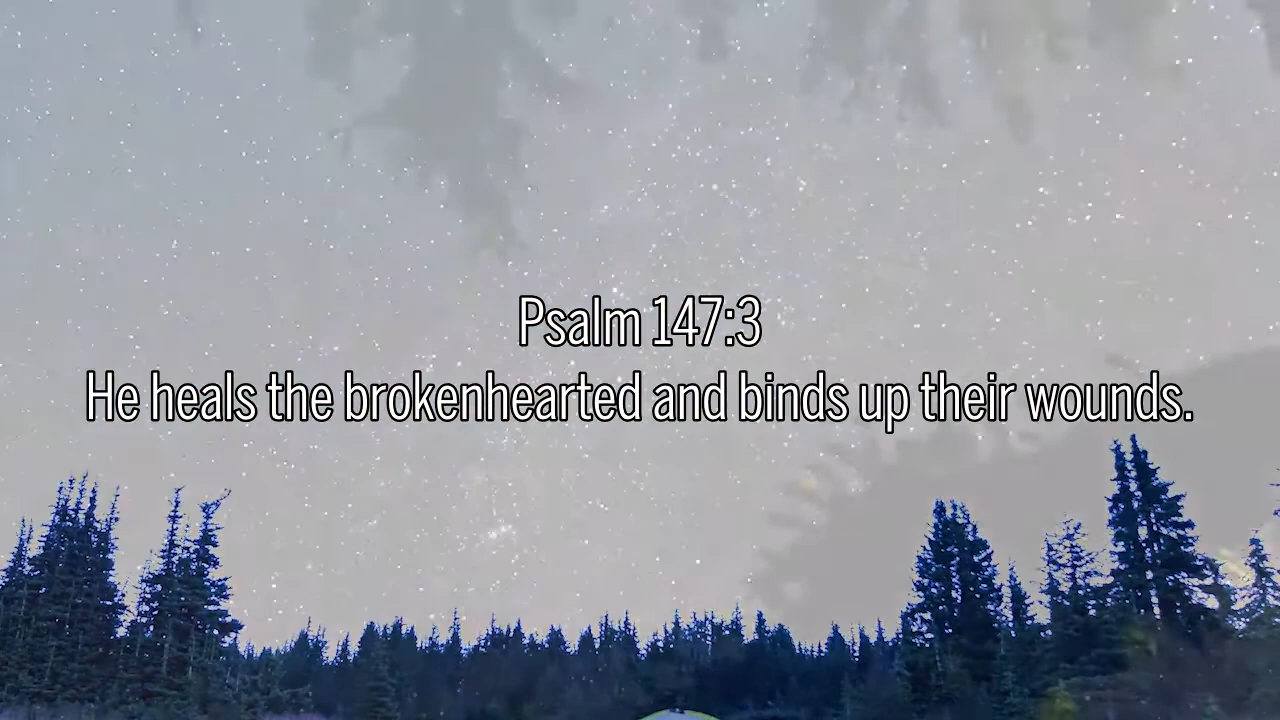 Psalm 147:3
He heals the brokenhearted and binds up their wounds.